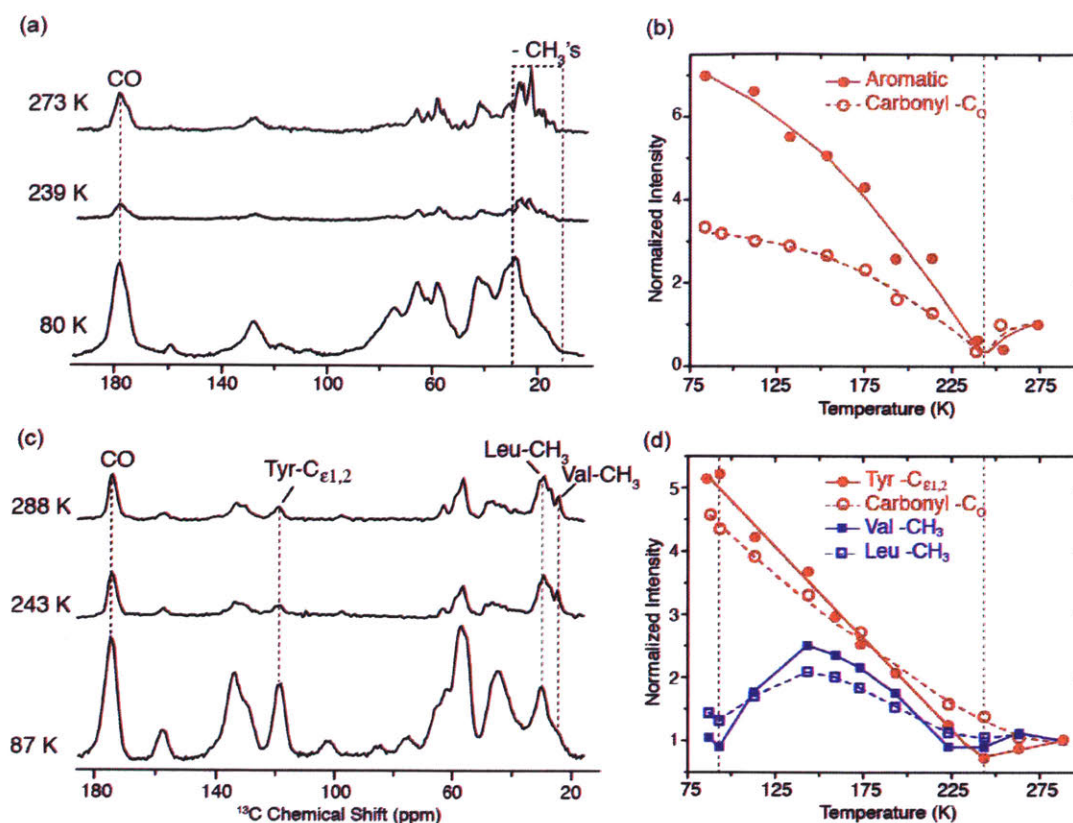 (a)
CO
- CH₃'s
273 K
239 K
80 K
180 140 100 60 20
(b)
Aromatic
Carbonyl -C₀
Normalized Intensity
6
4
2
0
75 125 175 225 275
Temperature (K)
(c)
CO
Tyr-Cε1,2
Leu-CH₃
Val-CH₃
288 K
243 K
87 K
180 140 100 60 20
¹³C Chemical Shift (ppm)
(d)
Tyr -Cε1,2
Carbonyl -C₀
Val -CH₃
Leu -CH₃
Normalized Intensity
5
4
3
2
1
75 125 175 225 275
Temperature (K)